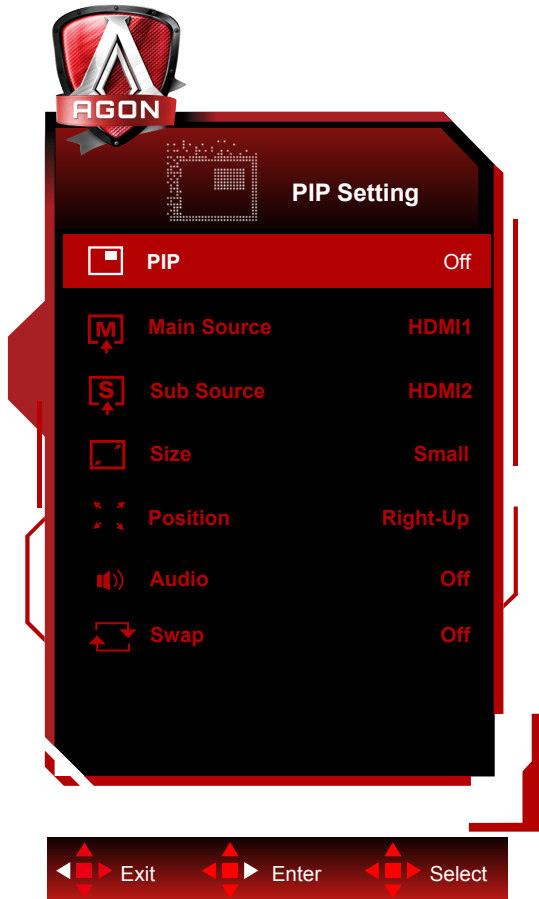 AGON
PIP Setting
PIP Off
M Main Source HDMI1
S Sub Source HDMI2
Size Small
Position Right-Up
Audio Off
Swap Off
Exit Enter Select